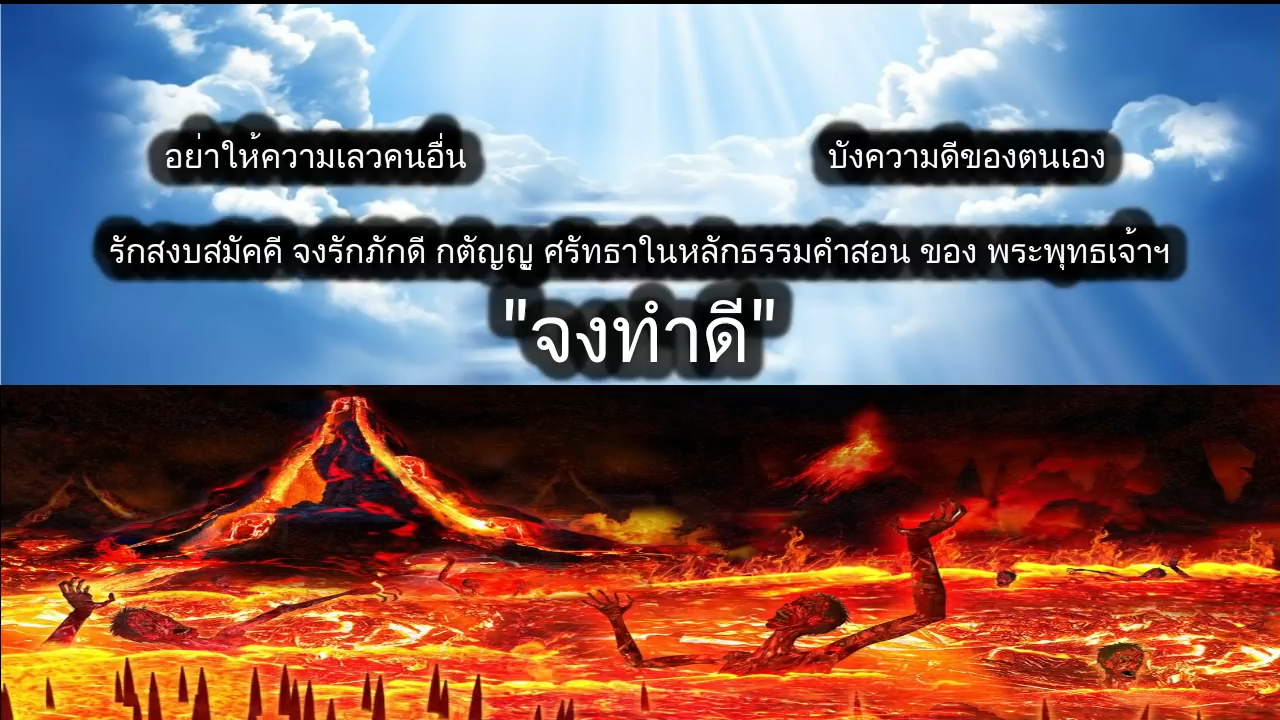 อย่าให้ความเลวคนอื่น บังความดีของตนเอง
รักสงบสมัคคี จงรักภักดี กตัญญู ศรัทธาในหลักธรรมคำสอน ของ พระพุทธเจ้าฯ
"จงทำดี"